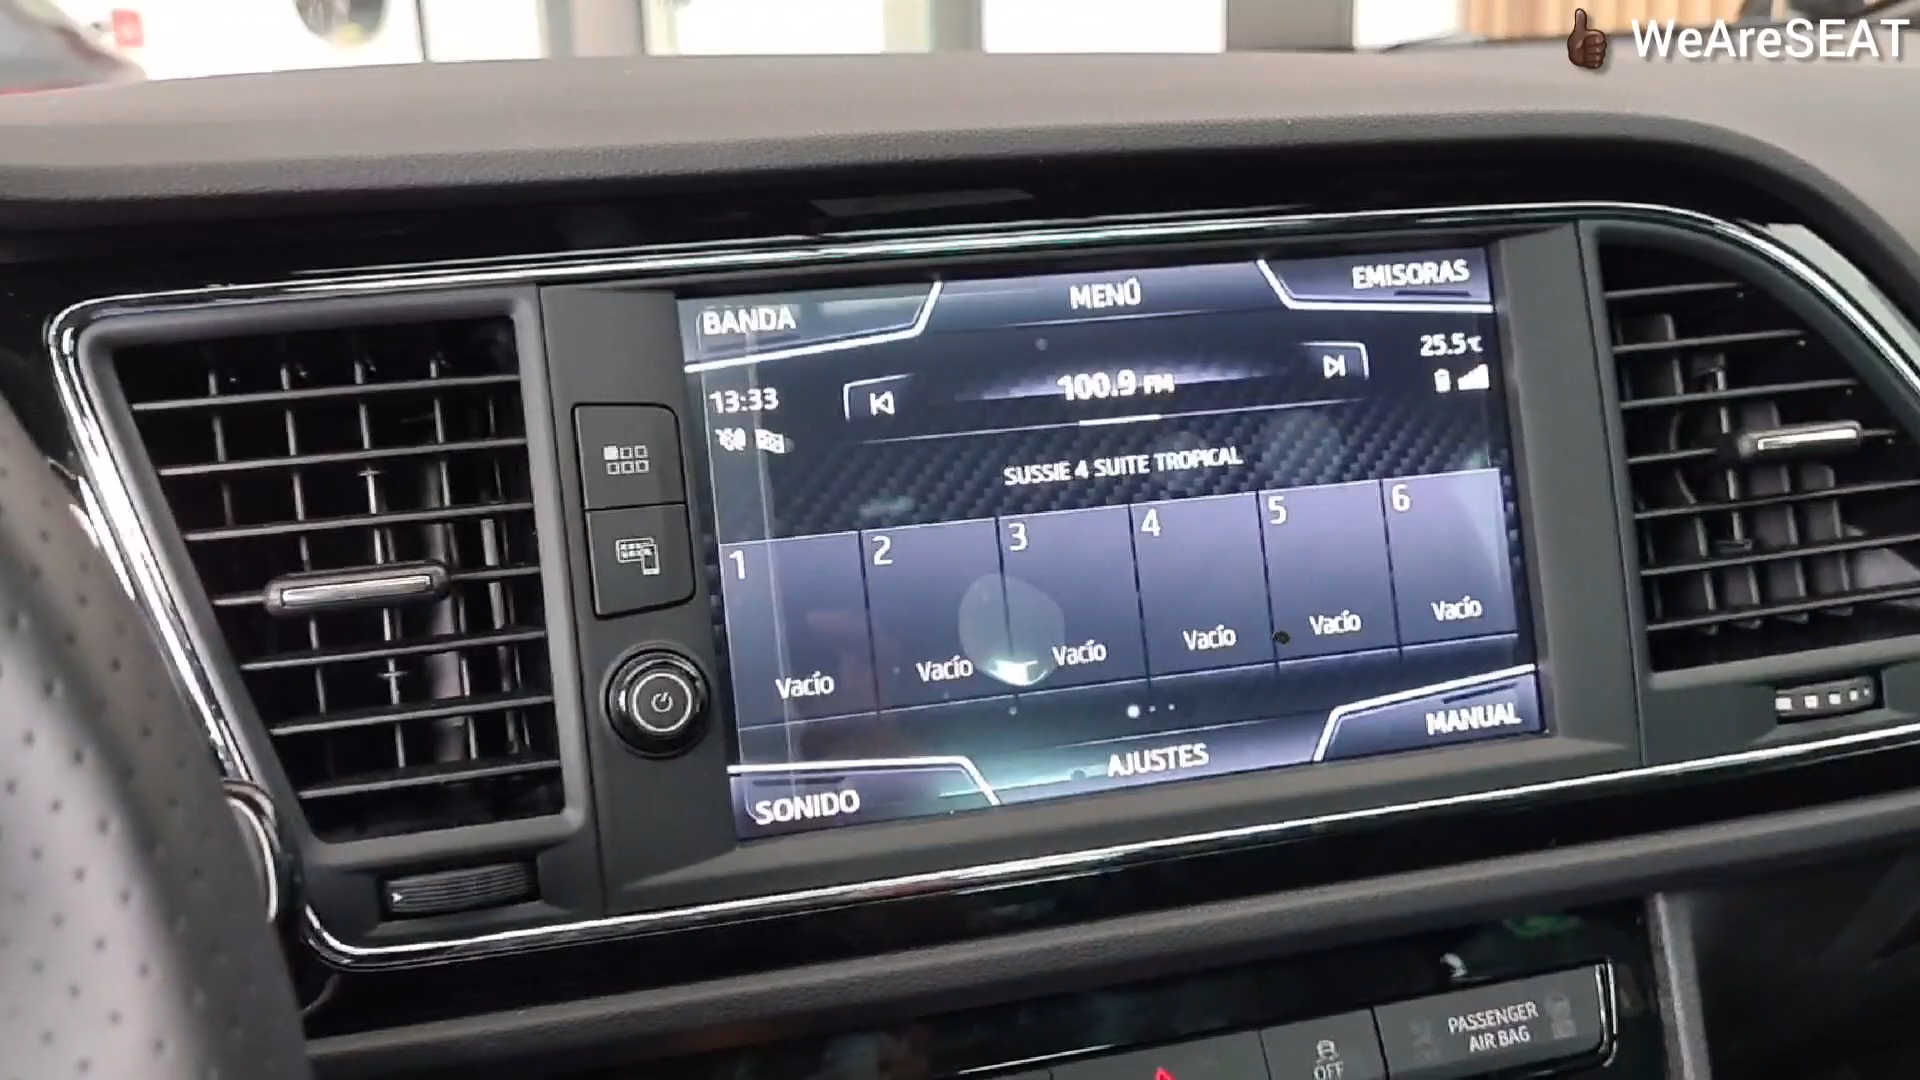 WeAreSEAT
BANDA
MENÚ
EMISORAS
13:33
100.9 FM
25.5°C
SUSSIE 4 SUITE TROPICAL
1
2
3
4
5
6
Vacío
Vacío
Vacío
Vacío
Vacío
Vacío
SONIDO
AJUSTES
MANUAL
PASSENGER
AIR BAG
OFF